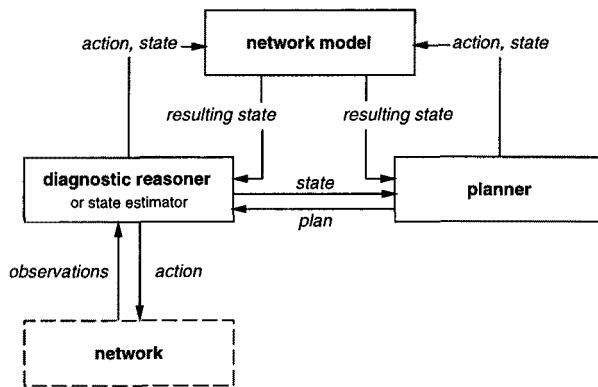 action, state
network model
action, state
resulting state
resulting state
diagnostic reasoner
or state estimator
state
plan
planner
observations
action
network